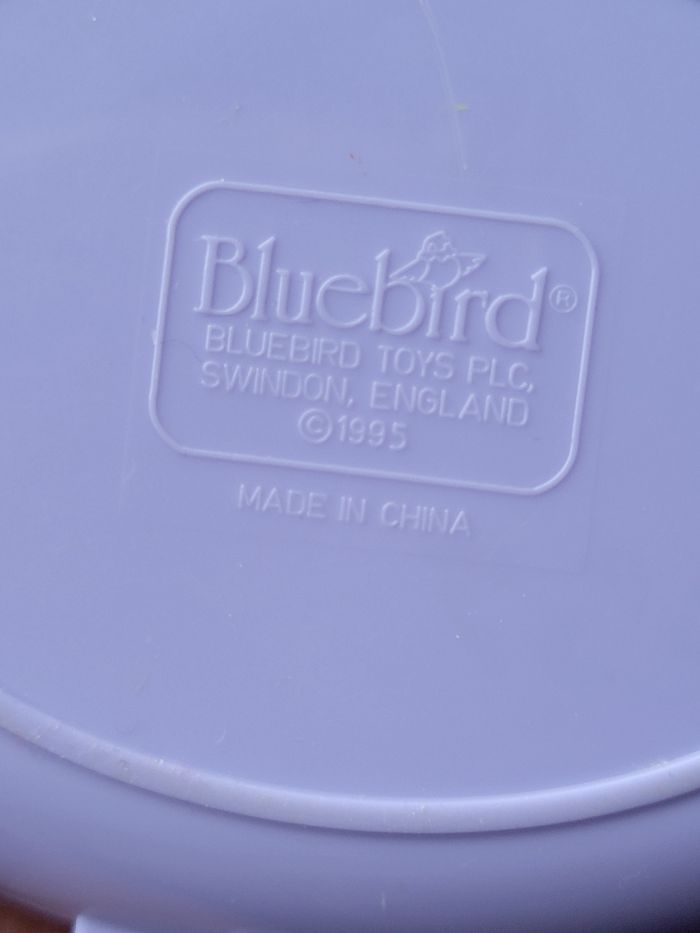 Bluebird®
BLUEBIRD TOYS PLC,
SWINDON, ENGLAND
©1995
MADE IN CHINA